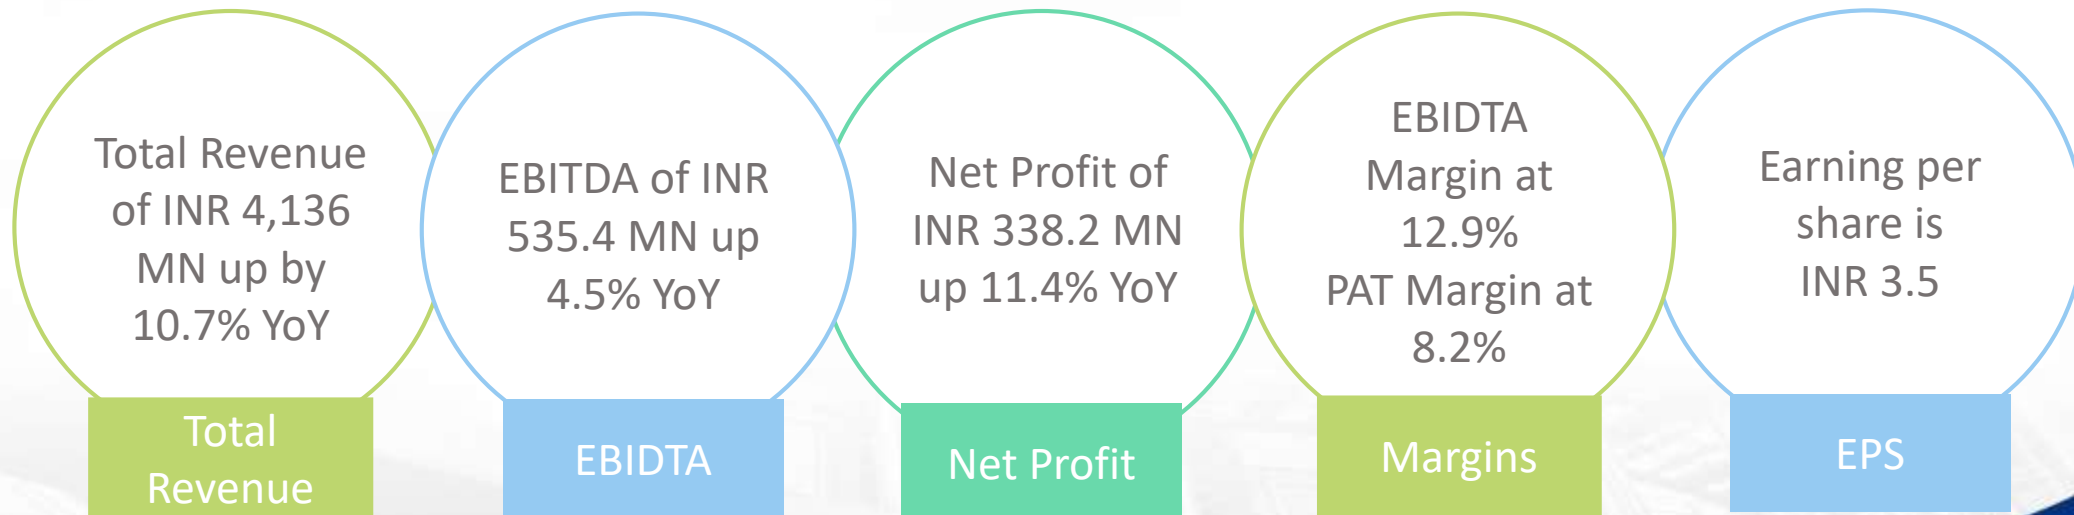 Total Revenue
of INR 4,136
MN up by
10.7% YoY
Total
Revenue
EBITDA of INR
535.4 MN up
4.5% YoY
EBIDTA
Net Profit of
INR 338.2 MN
up 11.4% YoY
Net Profit
EBIDTA
Margin at
12.9%
PAT Margin at
8.2%
Margins
Earning per
share is
INR 3.5
EPS